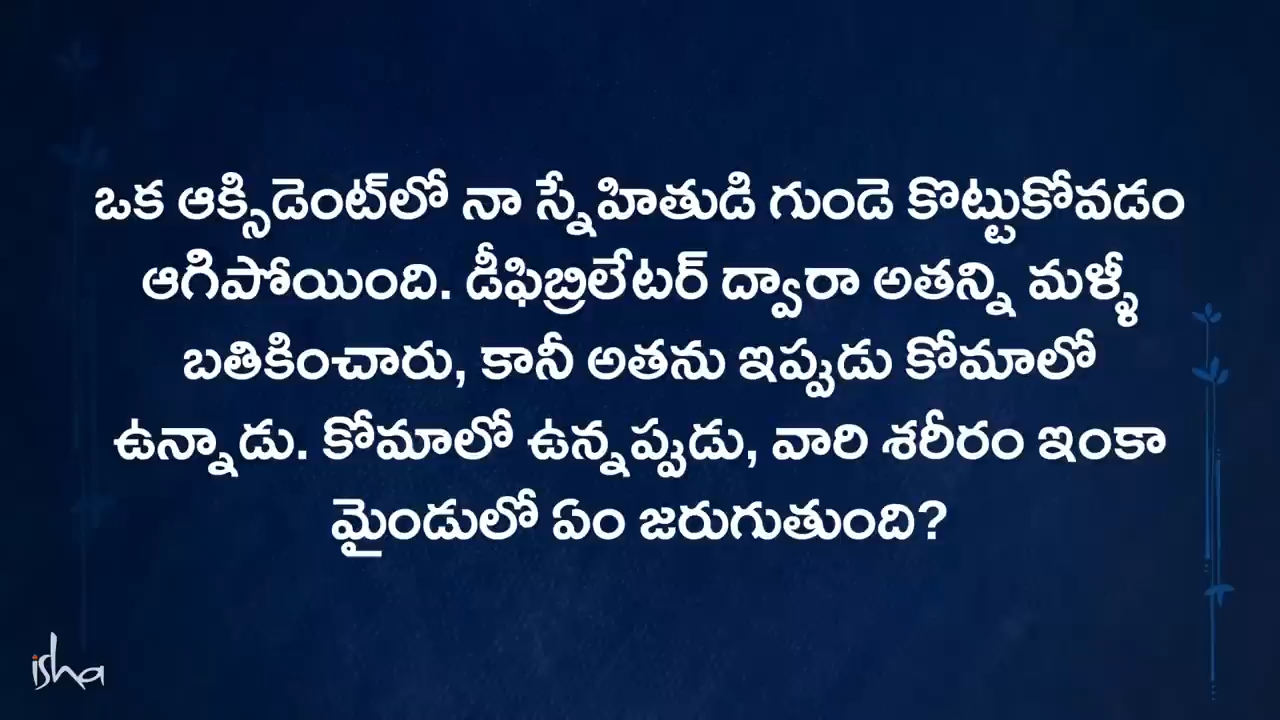 ఒక ఆక్సిడెంట్‌లో నా స్నేహితుడి గుండె కొట్టుకోవడం
ఆగిపోయింది. డీఫిబ్రిలేటర్ ద్వారా అతన్ని మళ్ళీ
బతికించారు, కానీ అతను ఇప్పుడు కోమాలో
ఉన్నాడు. కోమాలో ఉన్నప్పుడు, వారి శరీరం ఇంకా
మైండులో ఏం జరుగుతుంది?
isha